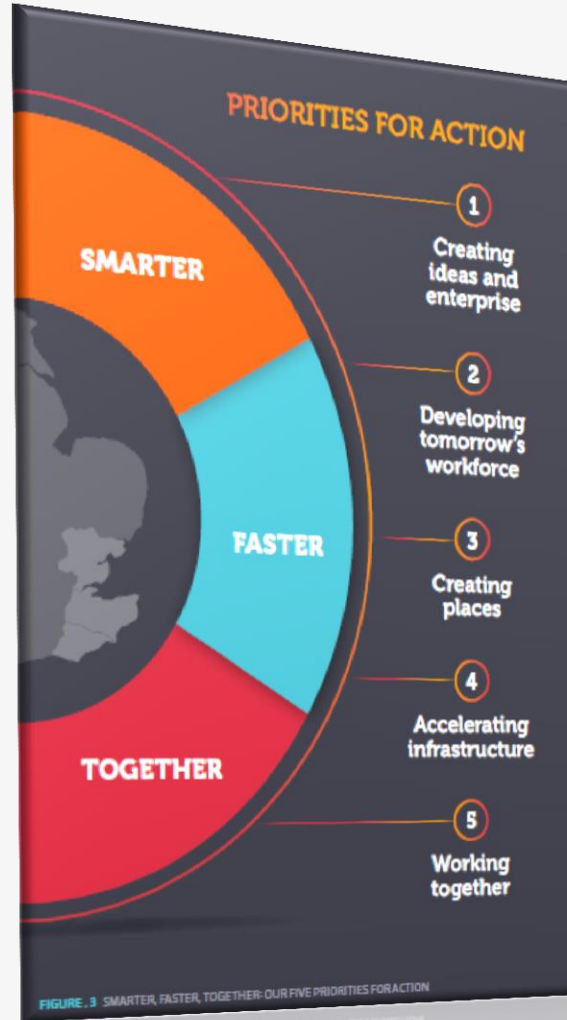 PRIORITIES FOR ACTION
SMARTER
FASTER
TOGETHER
1
Creating
ideas and
enterprise
2
Developing
tomorrow's
workforce
3
Creating
places
4
Accelerating
infrastructure
5
Working
together
FIGURE . 3 SMARTER, FASTER, TOGETHER: OUR FIVE PRIORITIES FOR ACTION